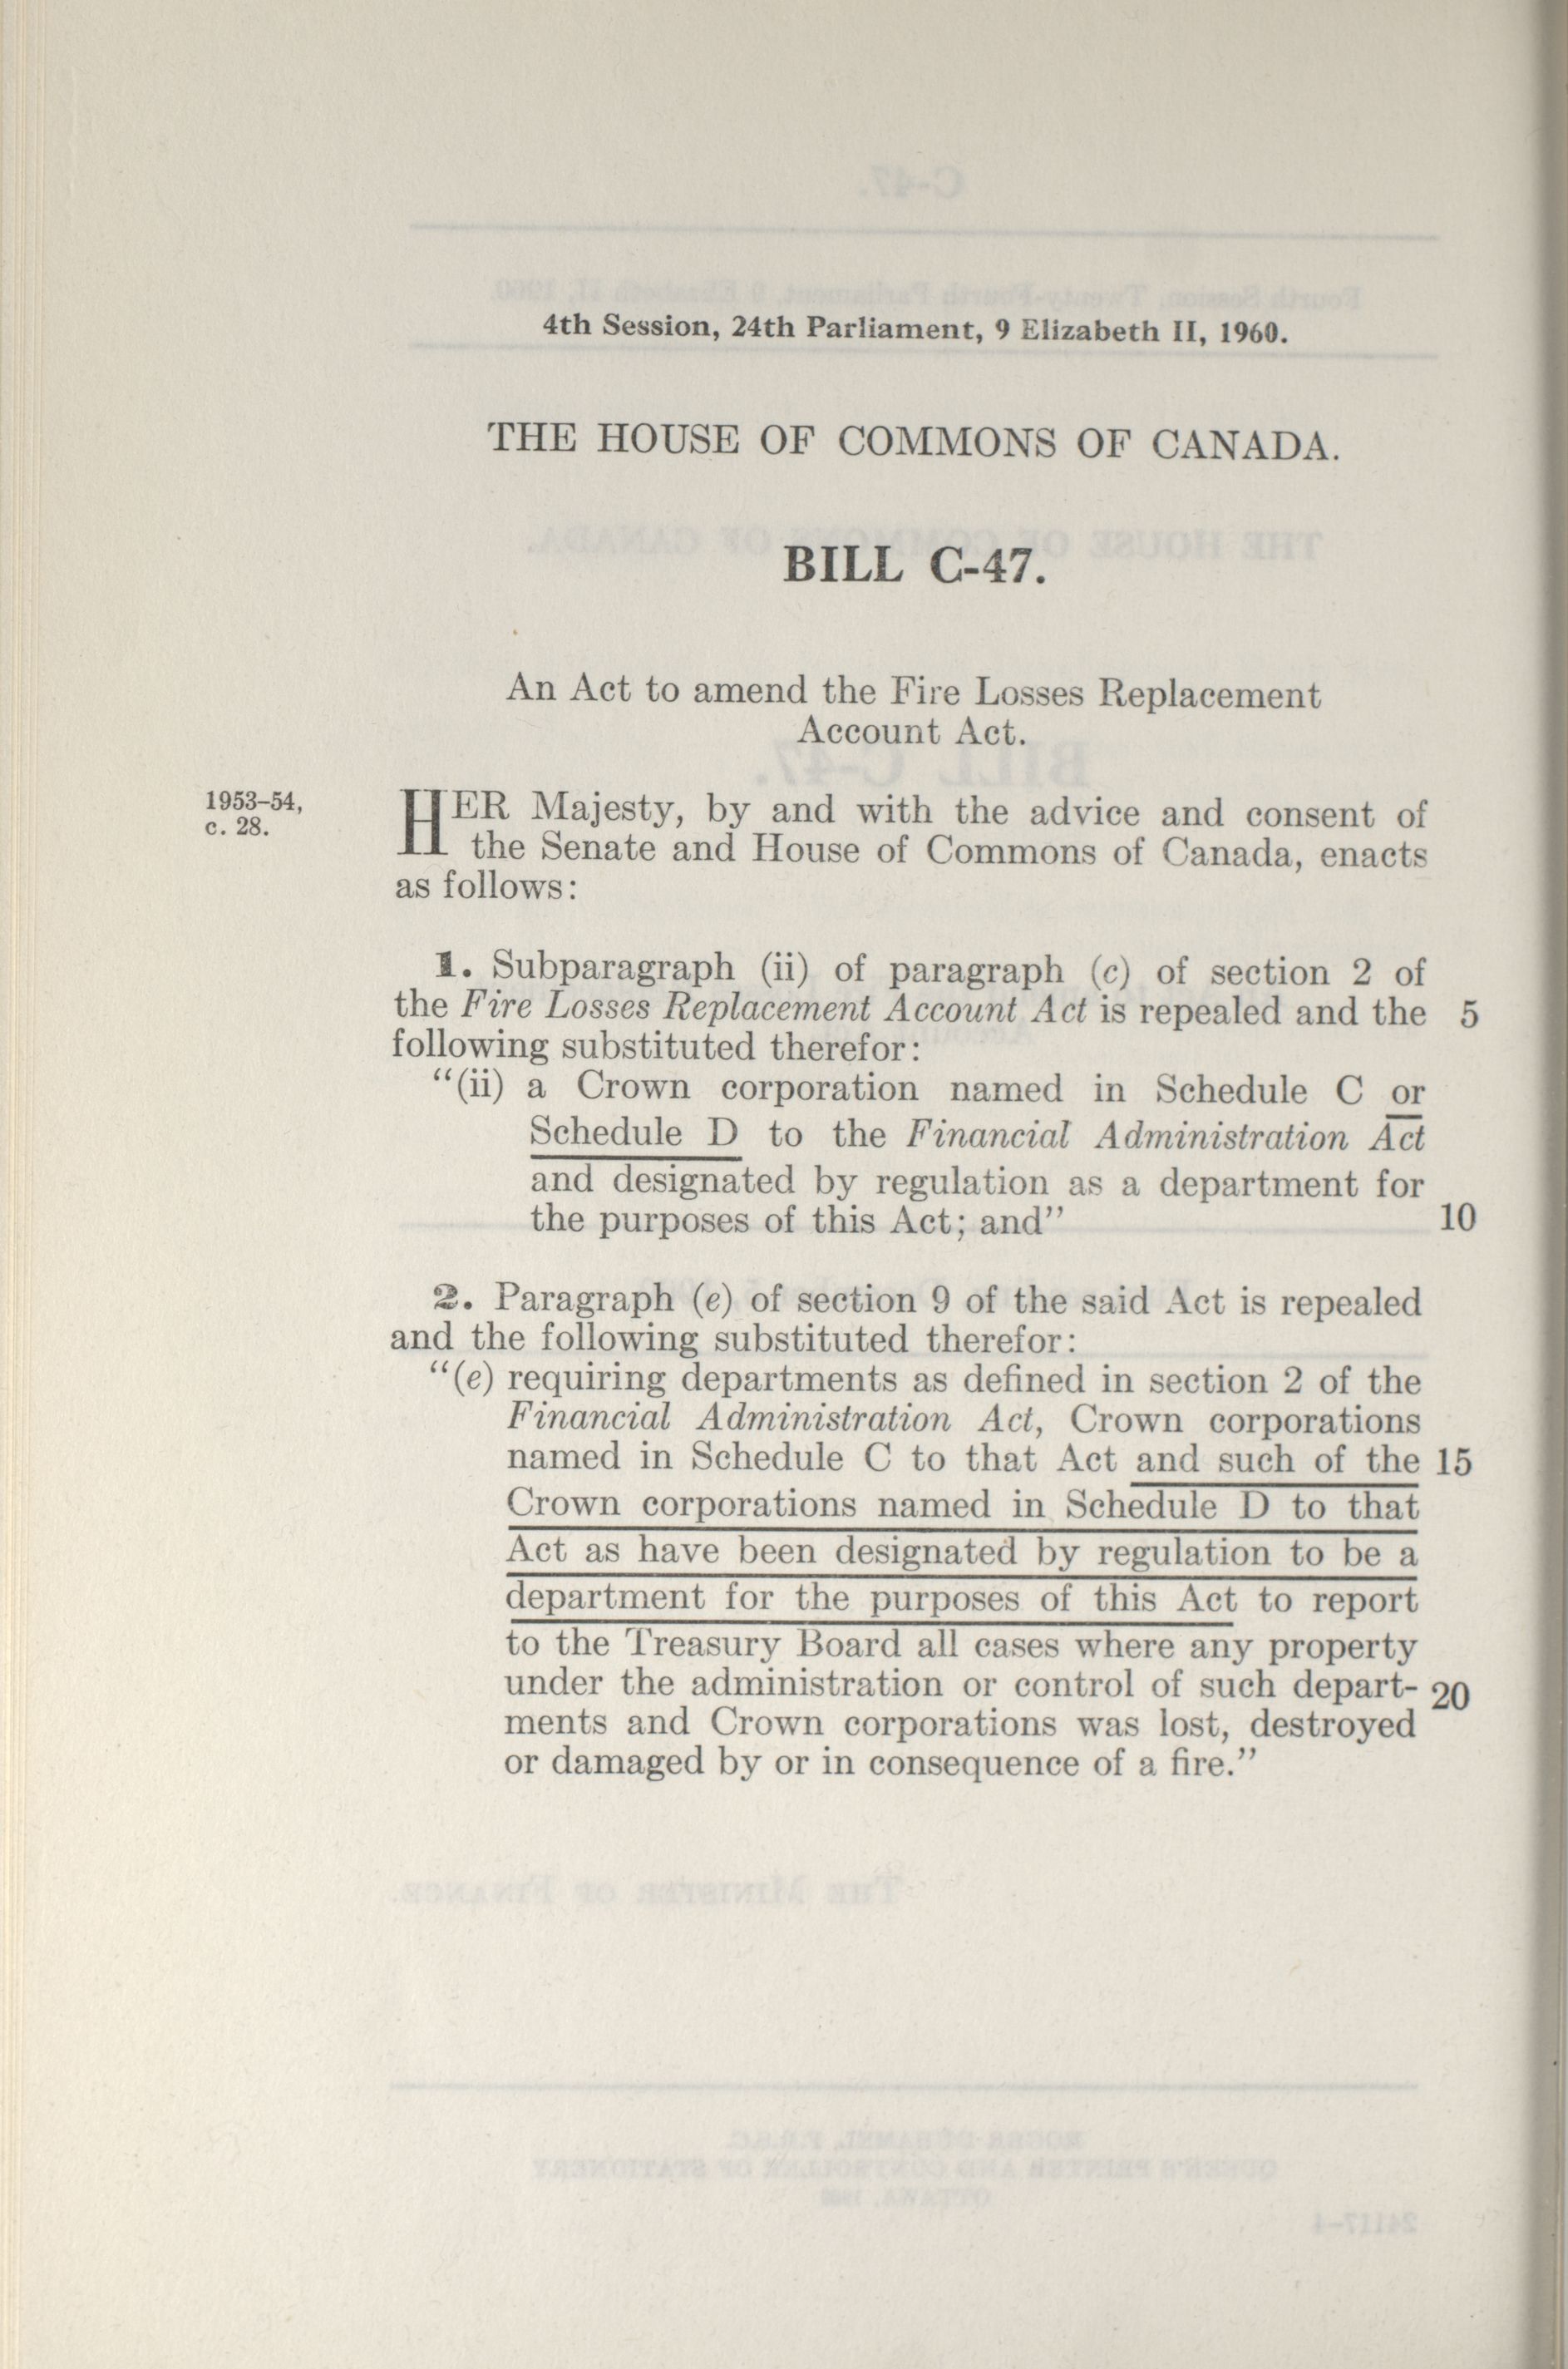 4th Session, 24th Parliament, 9 Elizabeth II, 1960.
THE HOUSE OF COMMONS OF CANADA.
BILL C-47.
An Act to amend the Fire Losses Replacement
Account Act.
1953–54,
c. 28.
HER Majesty, by and with the advice and consent of
the Senate and House of Commons of Canada, enacts
as follows:
1. Subparagraph (ii) of paragraph (c) of section 2 of
the Fire Losses Replacement Account Act is repealed and the 5
following substituted therefor:
“(ii) a Crown corporation named in Schedule C or
Schedule D to the Financial Administration Act
and designated by regulation as a department for
the purposes of this Act; and” 10
2. Paragraph (e) of section 9 of the said Act is repealed
and the following substituted therefor:
“(e) requiring departments as defined in section 2 of the
Financial Administration Act, Crown corporations
named in Schedule C to that Act and such of the 15
Crown corporations named in Schedule D to that
Act as have been designated by regulation to be a
department for the purposes of this Act to report
to the Treasury Board all cases where any property
under the administration or control of such depart- 20
ments and Crown corporations was lost, destroyed
or damaged by or in consequence of a fire.”